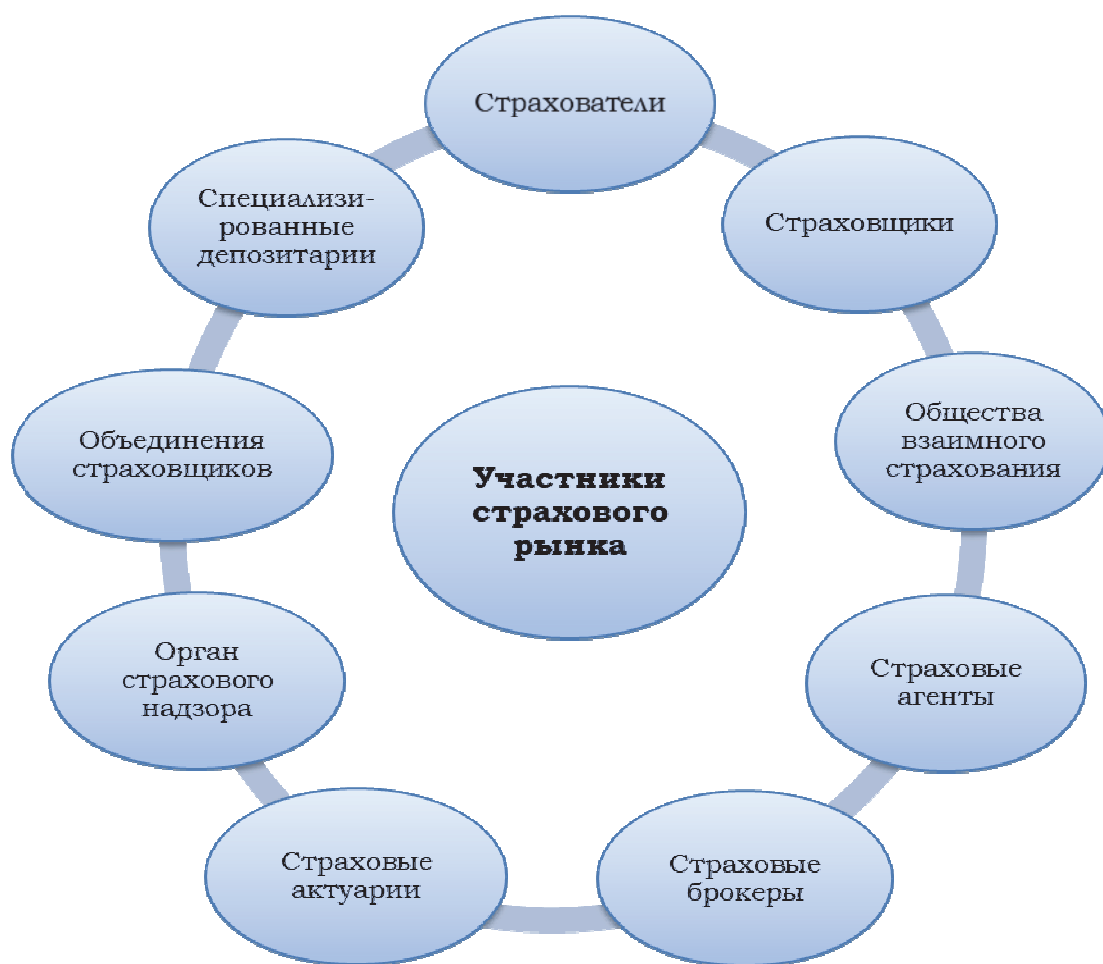 Страхователи
Страховщики
Общества
взаимного
страхования
Страховые
агенты
Страховые
брокеры
Страховые
актуарии
Орган
страхового
надзора
Объединения
страховщиков
Специализи-
рованные
депозитарии
Участники
страхового
рынка